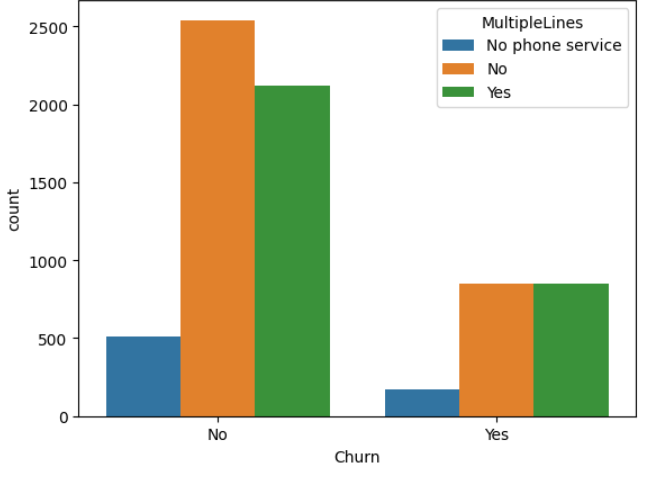 MultipleLines
No phone service
No
Yes
2500
2000
1500
1000
500
0
count
No Yes
Churn